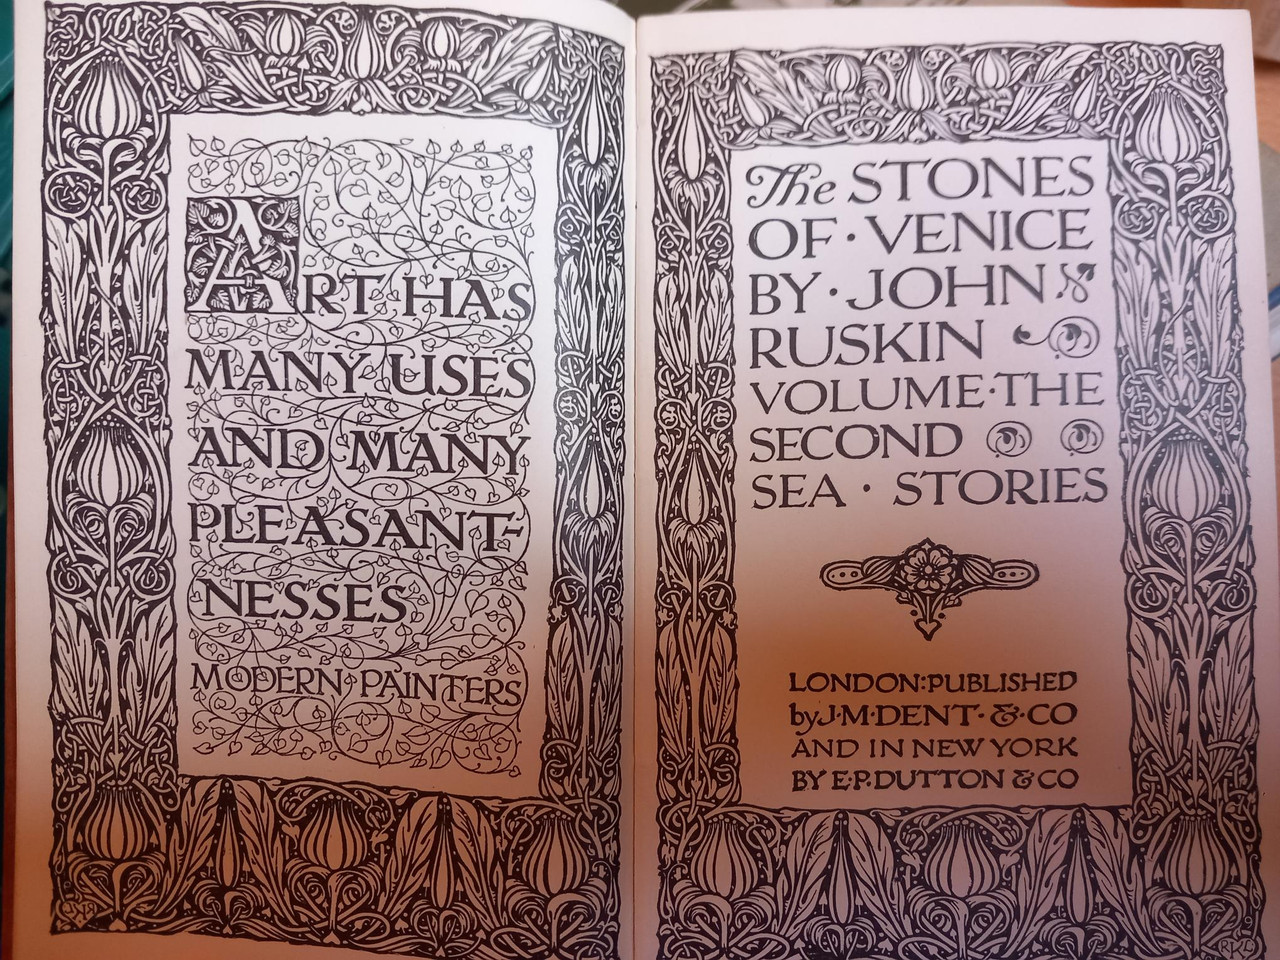 ART HAS
MANY USES
AND MANY
PLEASANT-
NESSES
MODERN PAINTERS
The STONES
OF · VENICE
BY · JOHN
RUSKIN
VOLUME · THE
SECOND
SEA · STORIES
LONDON: PUBLISHED
by J · M · DENT · & · CO
AND IN NEW YORK
BY E · P · DUTTON & CO